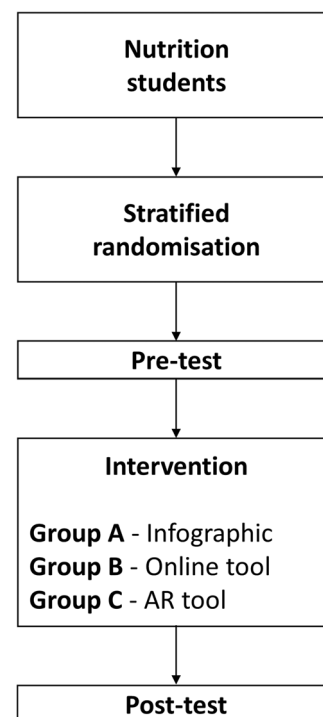 Nutrition
students
Stratified
randomisation
Pre-test
Intervention
Group A - Infographic
Group B - Online tool
Group C - AR tool
Post-test